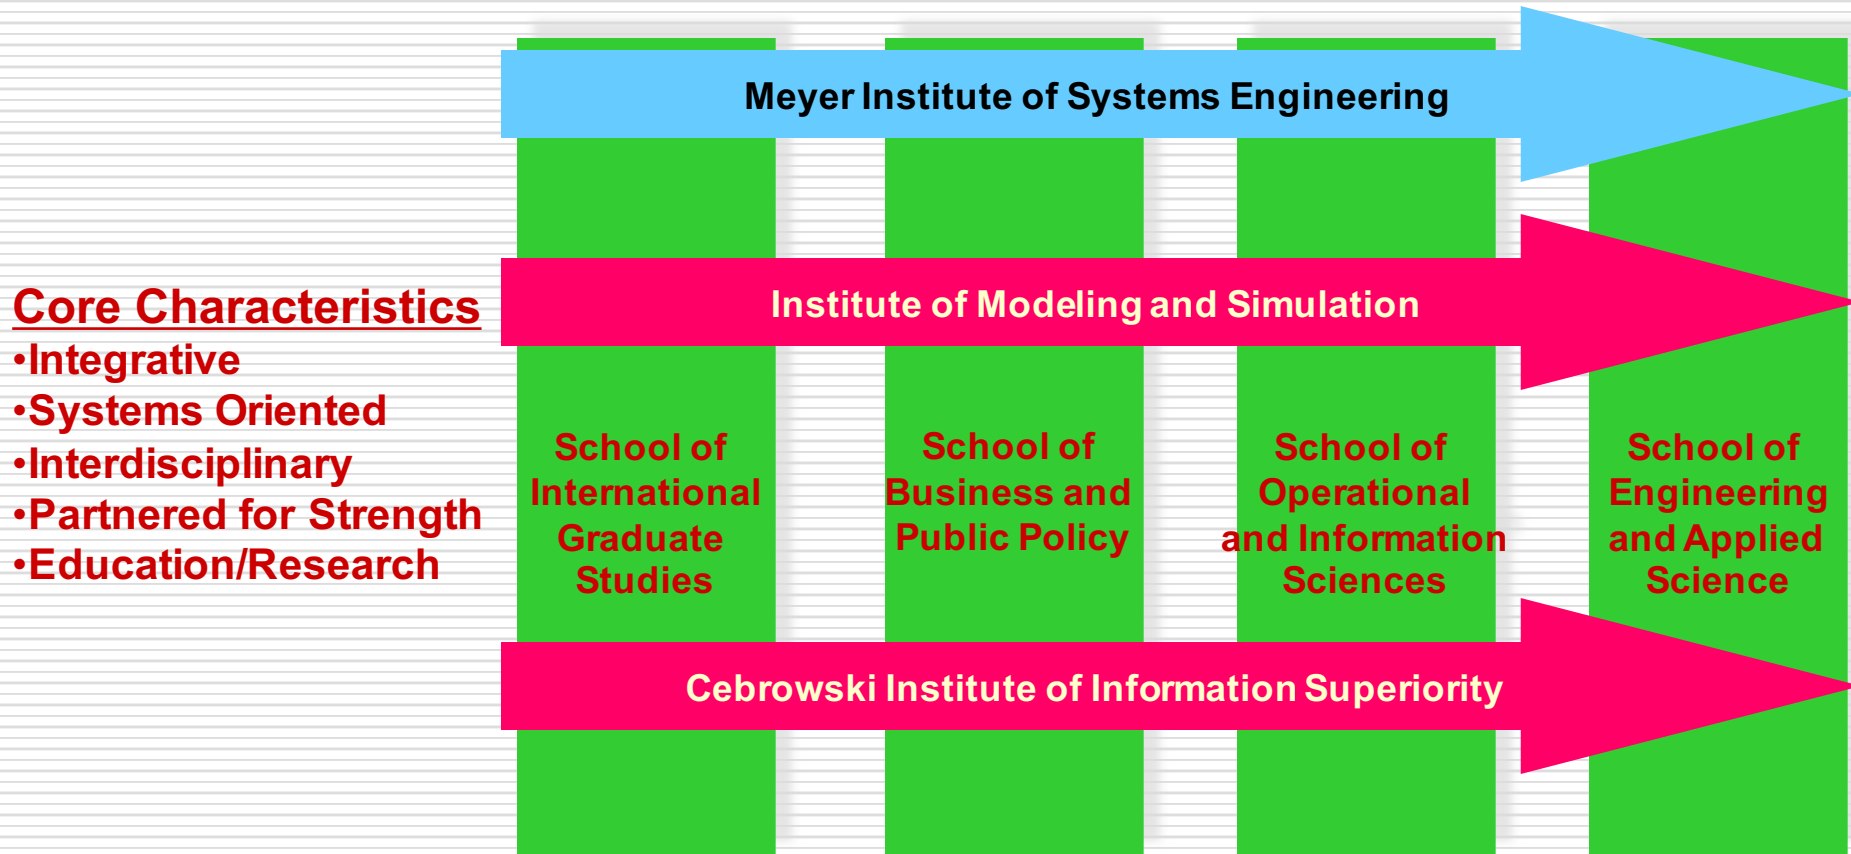 Meyer Institute of Systems Engineering
Institute of Modeling and Simulation
Core Characteristics
•Integrative
•Systems Oriented
•Interdisciplinary
•Partnered for Strength
•Education/Research
School of
International
Graduate
Studies
School of
Business and
Public Policy
School of
Operational
and Information
Sciences
School of
Engineering
and Applied
Science
Cebrowski Institute of Information Superiority